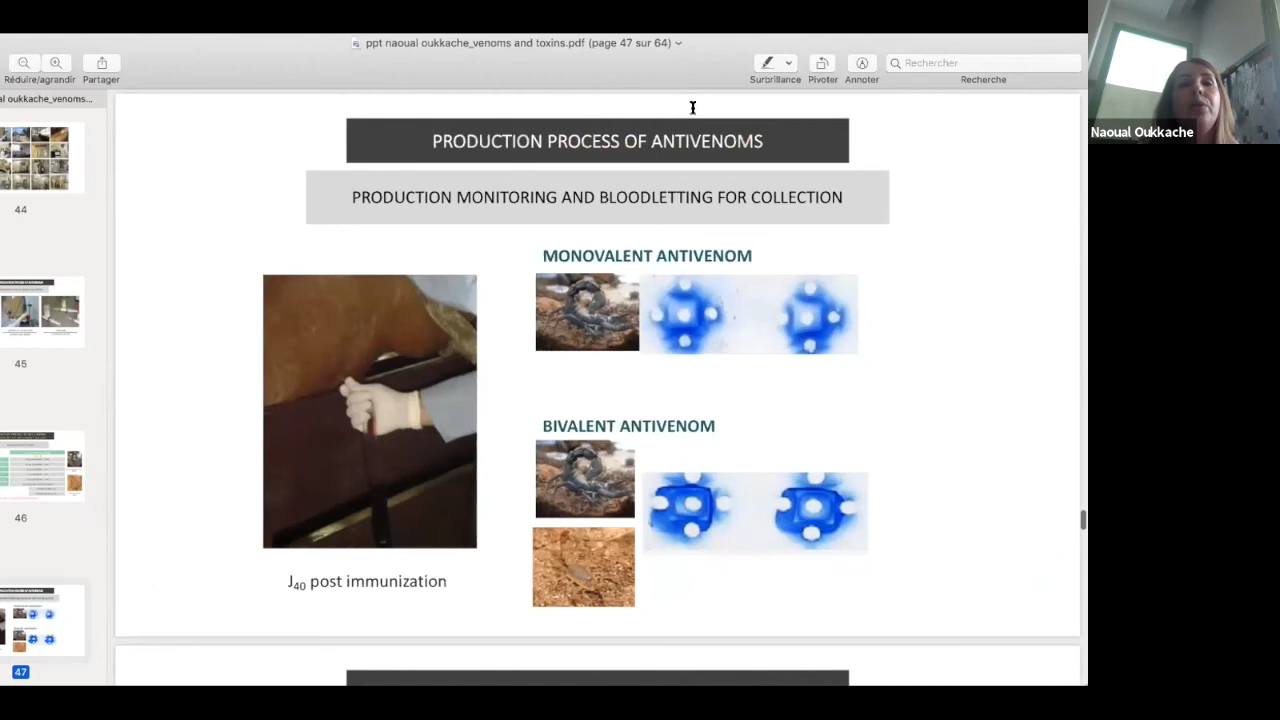 ppt naoual oukkache_venoms and toxins.pdf (page 47 sur 64)
Réduire/agrandir
Partager
Surbrillance
Pivoter
Annoter
Rechercher
Recherche
al oukkache_venoms...
Naoual Oukkache
44
45
46
47
PRODUCTION PROCESS OF ANTIVENOMS
PRODUCTION MONITORING AND BLOODLETTING FOR COLLECTION
MONOVALENT ANTIVENOM
BIVALENT ANTIVENOM
J40 post immunization